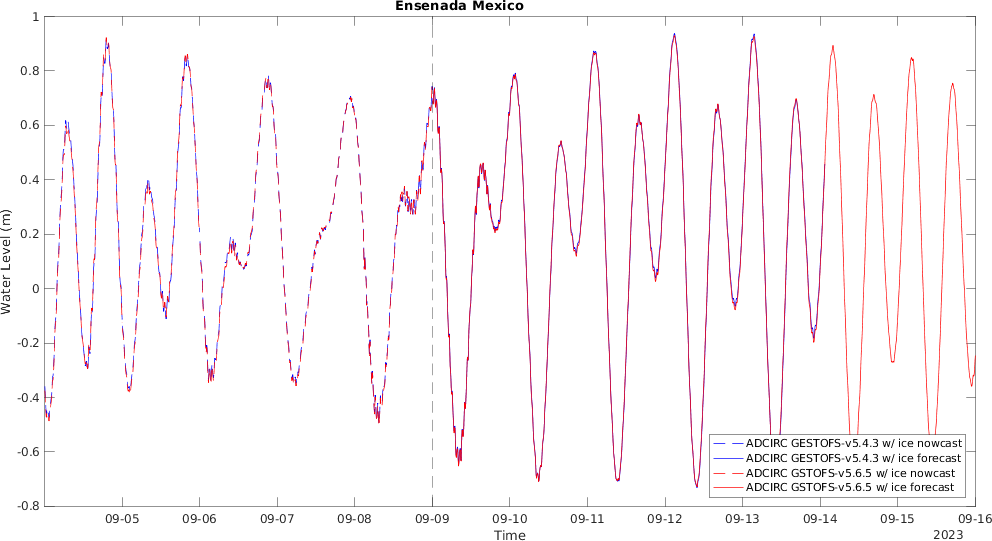 Ensenada Mexico
Water Level (m)
1
0.8
0.6
0.4
0.2
0
-0.2
-0.4
-0.6
-0.8
ADCIRC GESTOFS-v5.4.3 w/ ice nowcast
ADCIRC GESTOFS-v5.4.3 w/ ice forecast
ADCIRC GSTOFS-v5.6.5 w/ ice nowcast
ADCIRC GSTOFS-v5.6.5 w/ ice forecast
09-05 09-06 09-07 09-08 09-09 09-10 09-11 09-12 09-13 09-14 09-15 09-16
Time
2023